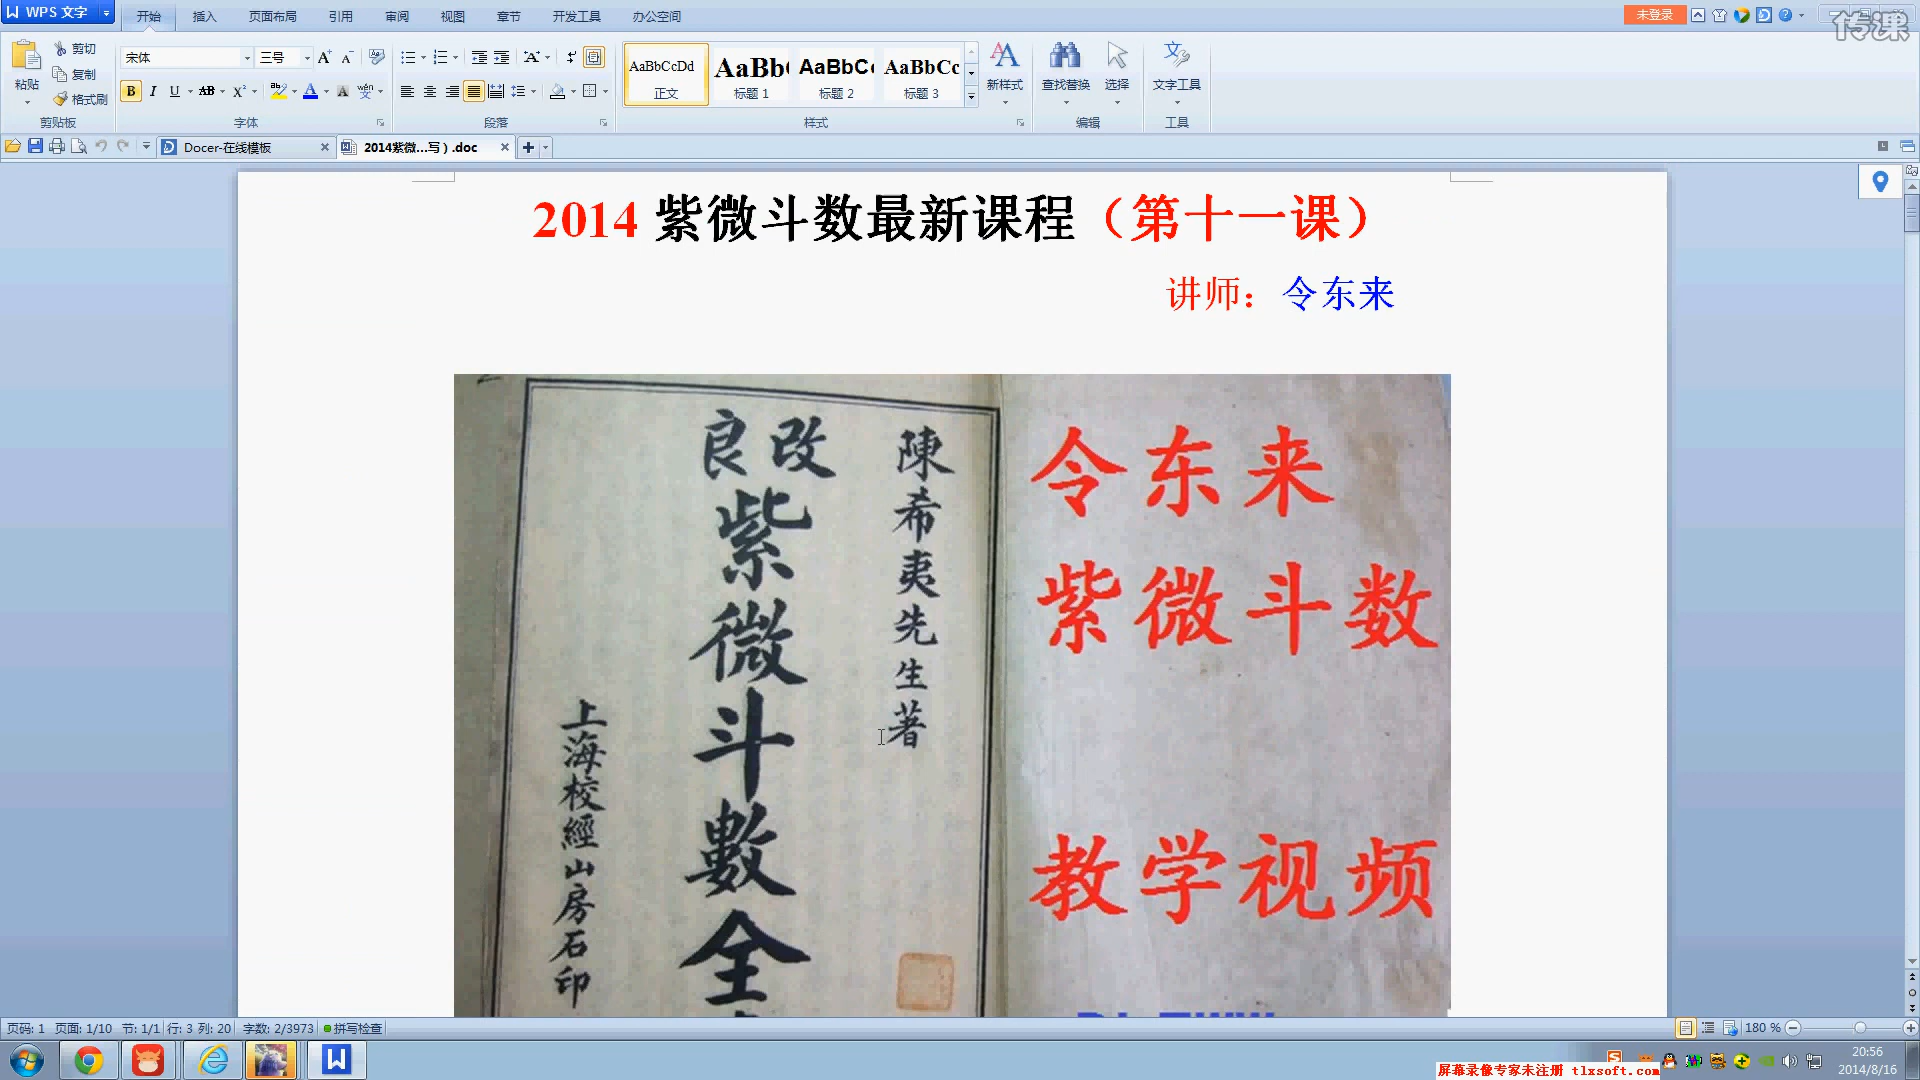 WPS 文字
开始 插入 页面布局 引用 审阅 视图 章节 开发工具 办公空间
未登录
传课
粘贴 剪切 复制 格式刷
宋体 三号
AaBbCcDd AaBb( AaBbC( AaBbCc
正文 标题 1 标题 2 标题 3
新样式 查找替换 选择 文字工具
剪贴板 字体 段落 样式 编辑 工具
Docer-在线模板 2014紫微...写）.doc
2014 紫微斗数最新课程（第十一课）
讲师：令东来
陳希夷先生著
改良
紫微斗數全
上海校經山房石印
令东来
紫微斗数
教学视频
页码: 1 页面: 1/10 节: 1/1 行: 3 列: 20 字数: 2/3973 拼写检查
180 %
20:56
2014/8/16
屏幕录像专家未注册 tlxsoft.com